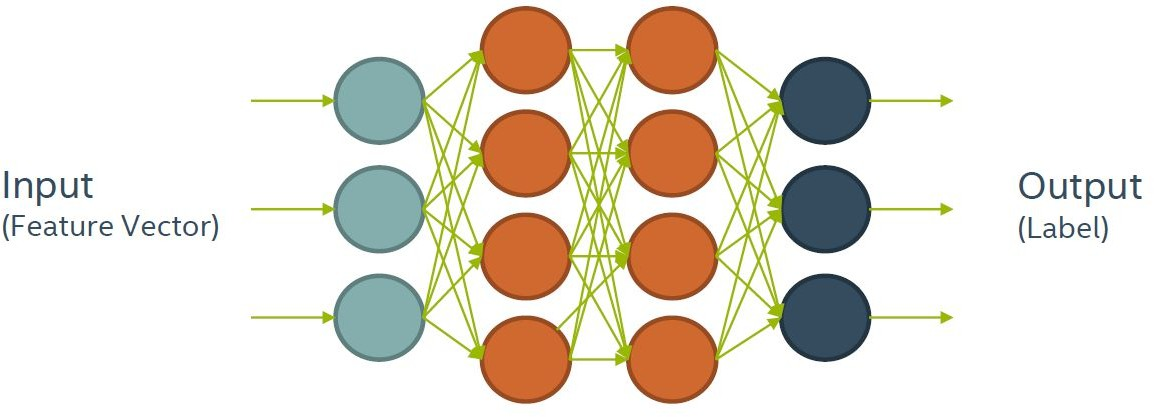 Input
(Feature Vector)
Output
(Label)